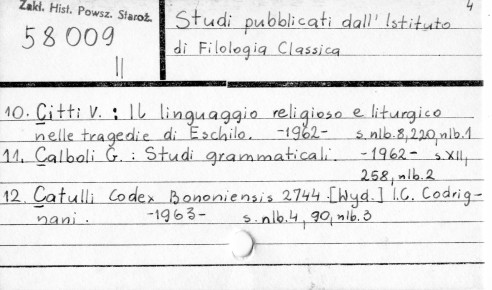 Zakł. Hist. Powsz. Staroż.
4
58009
II
Studi pubblicati dall' Istituto
di Filologia Classica
10. Citti V. : Il linguaggio religioso e liturgico
nelle tragedie di Eschilo. -1962- s.nlb.8,220,nlb.1
11. Calboli G. : Studi grammaticali. -1962- s.XII,
258, nlb.2
12. Catulli Codex Bononiensis 2744. [Wyd.] I.C. Codrig-
nani. -1963- s.nlb.4, 90, nlb.3